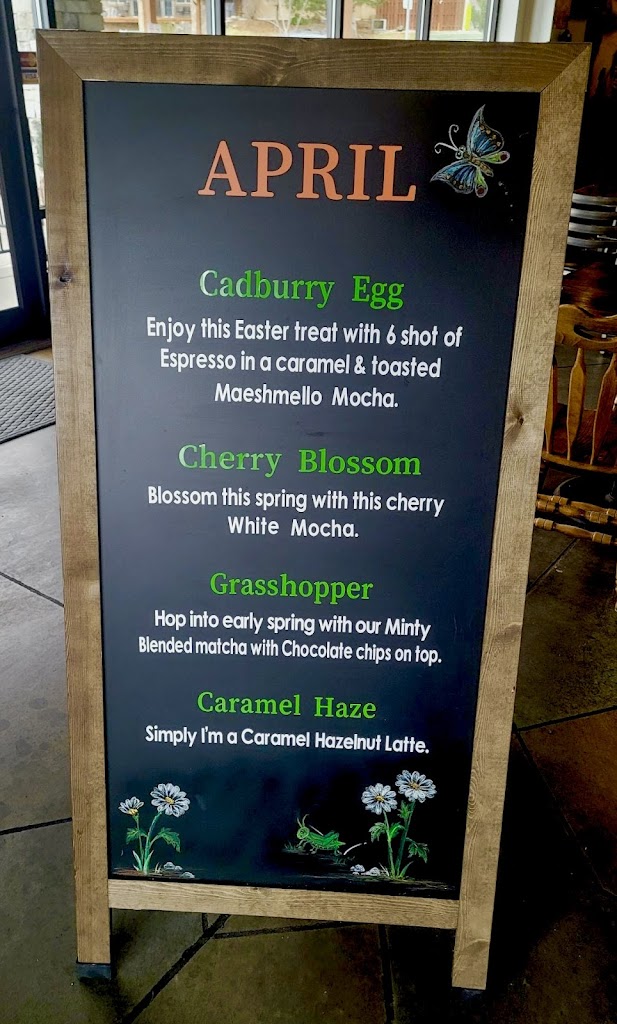 APRIL
Cadburry Egg
Enjoy this Easter treat with 6 shot of
Espresso in a caramel & toasted
Maeshmello Mocha.
Cherry Blossom
Blossom this spring with this cherry
White Mocha.
Grasshopper
Hop into early spring with our Minty
Blended matcha with Chocolate chips on top.
Caramel Haze
Simply I'm a Caramel Hazelnut Latte.